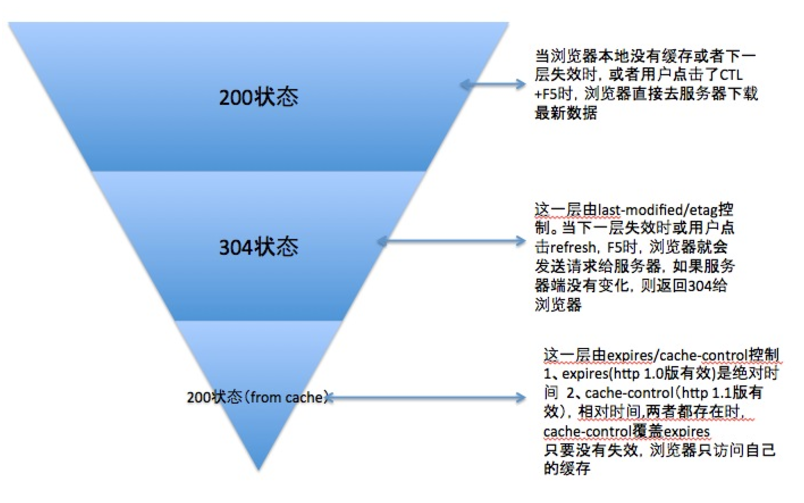 200状态
当浏览器本地没有缓存或者下一
层失效时，或者用户点击了CTL
+F5时，浏览器直接去服务器下载
最新数据
304状态
这一层由last-modified/etag控
制。当下一层失效时或用户点
击refresh，F5时，浏览器就会
发送请求给服务器，如果服务
器端没有变化，则返回304给
浏览器
200状态（from cache）
这一层由expires/cache-control控制
1、expires(http 1.0版有效)是绝对时
间 2、cache-control（http 1.1版有
效），相对时间,两者都存在时，
cache-control覆盖expires
只要没有失效，浏览器只访问自己
的缓存